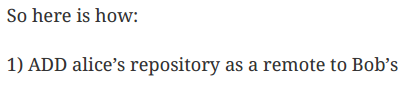 So here is how:
1) ADD alice’s repository as a remote to Bob’s